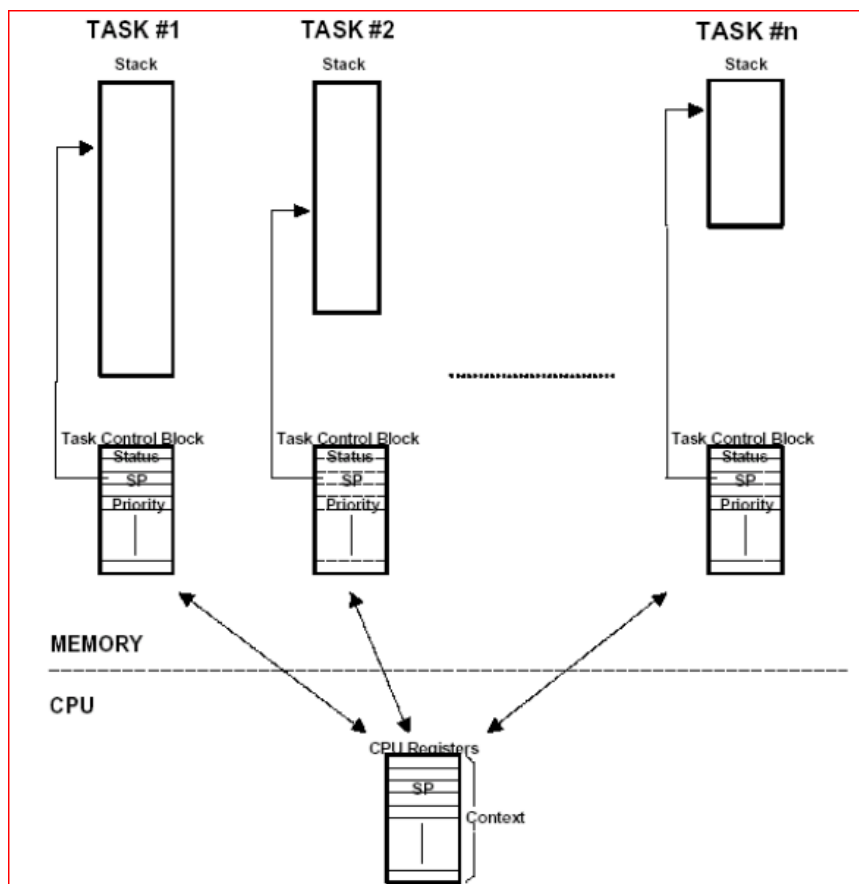 TASK #1 TASK #2 TASK #n
Stack Stack Stack
Task Control Block Task Control Block Task Control Block
Status Status Status
SP SP SP
Priority Priority Priority
MEMORY
CPU
CPU Registers
SP
Context